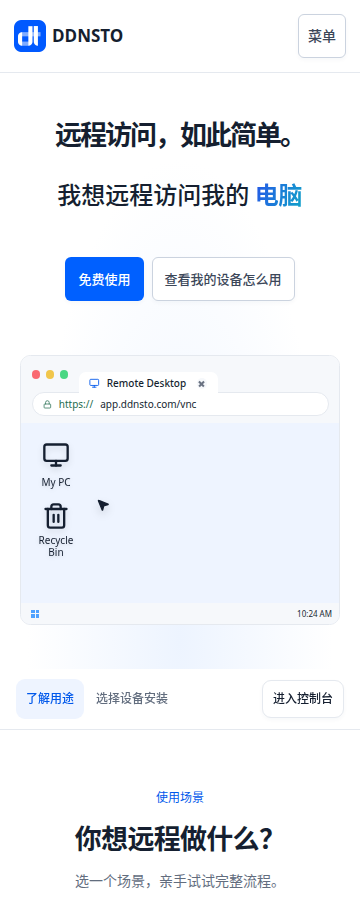 DDNSTO
菜单
远程访问，如此简单。
我想远程访问我的 电脑
免费使用
查看我的设备怎么用
Remote Desktop
https:// app.ddnsto.com/vnc
My PC
Recycle
Bin
10:24 AM
了解用途
选择设备安装
进入控制台
使用场景
你想远程做什么?
选一个场景，亲手试试完整流程。